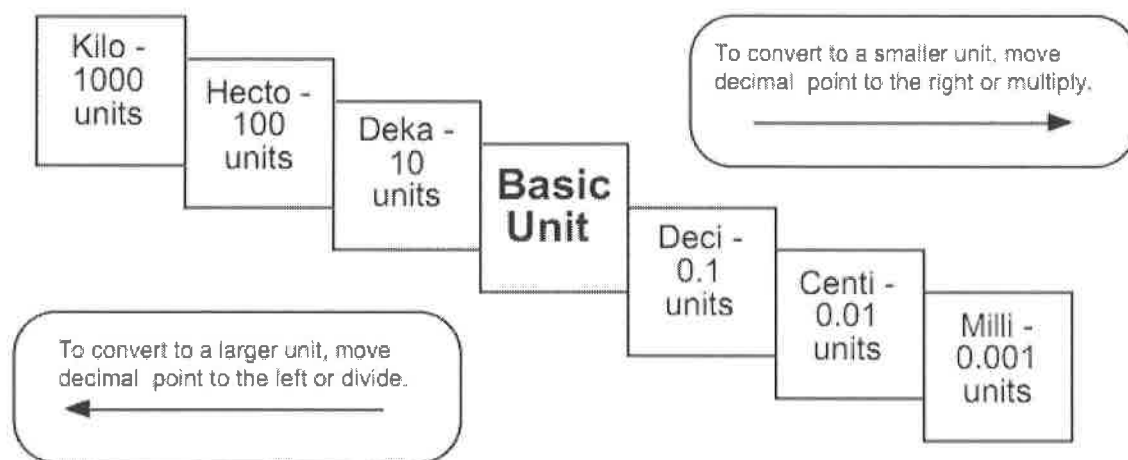 Kilo -
1000
units
Hecto -
100
units
Deka -
10
units
Basic
Unit
Deci -
0.1
units
Centi -
0.01
units
Milli -
0.001
units
To convert to a smaller unit, move
decimal point to the right or multiply.
To convert to a larger unit, move
decimal point to the left or divide.